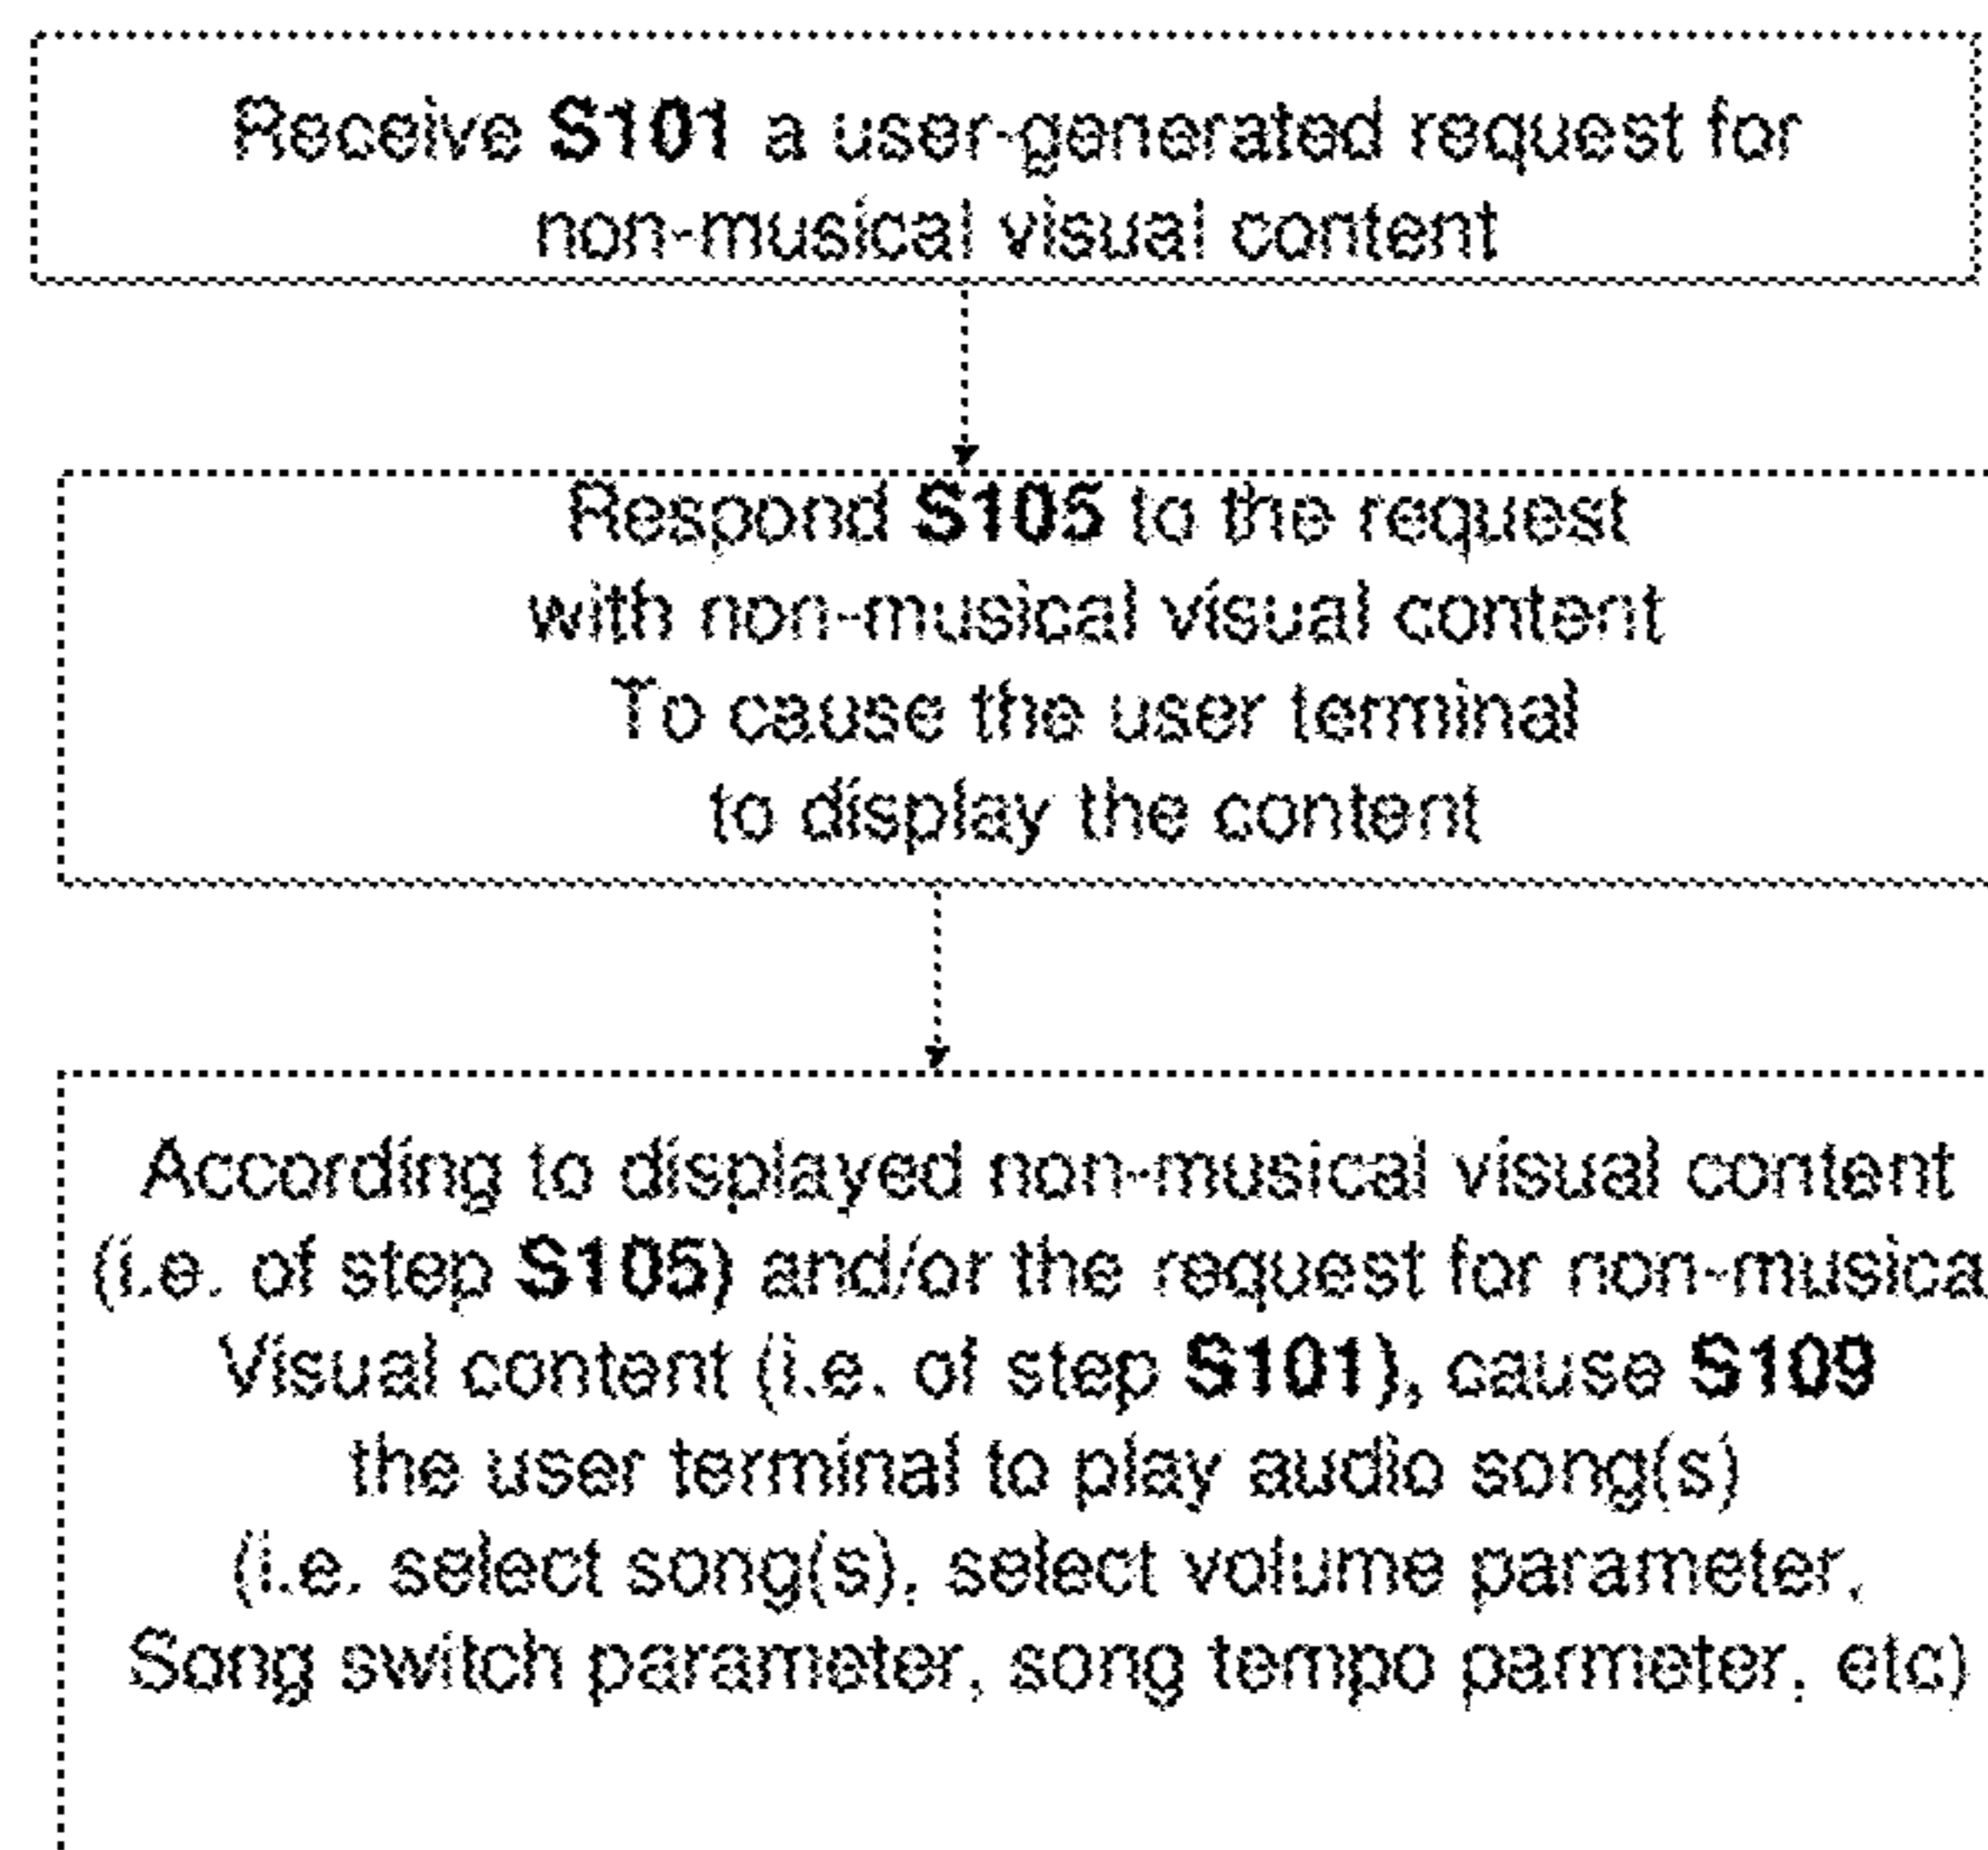 Receive S101 a user-generated request for
non-musical visual content
Respond S105 to the request
with non-musical visual content
To cause the user terminal
to display the content
According to displayed non-musical visual content
(i.e. of step S105) and/or the request for non-musica
Visual content (i.e. of step S101), cause S109
the user terminal to play audio song(s)
(i.e. select song(s), select volume parameter,
Song switch parameter, song tempo parmeter, etc)